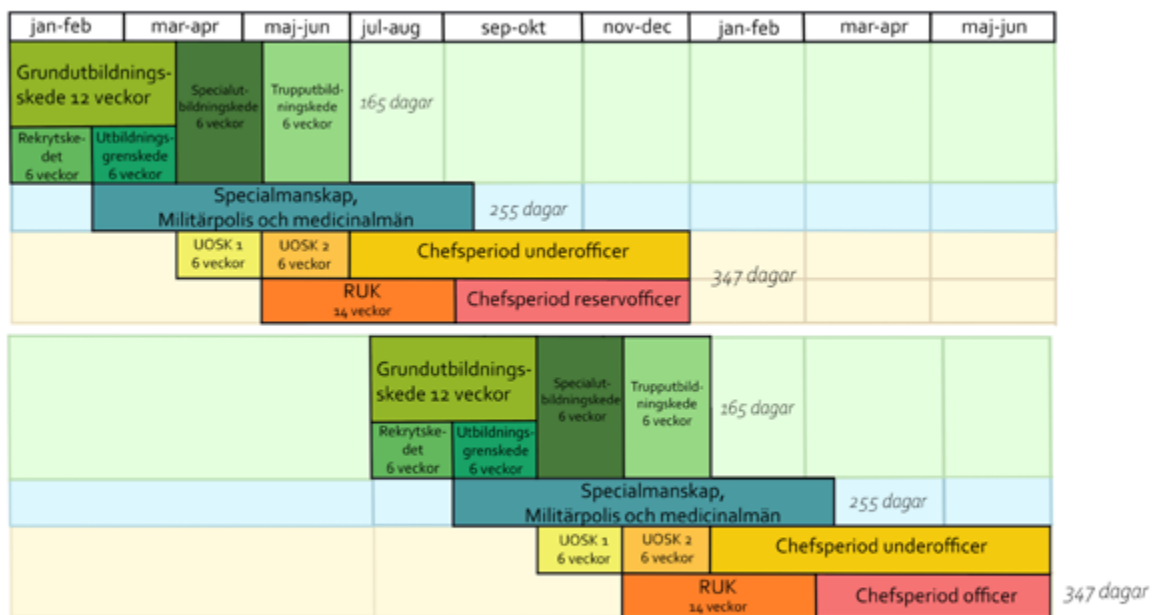 jan-feb
mar-apr
maj-jun
jul-aug
sep-okt
nov-dec
jan-feb
mar-apr
maj-jun
Grundutbildnings-
skede 12 veckor
Specialut-
bildningskede
6 veckor
Trupputbild-
ningskede
6 veckor
165 dagar
Rekrytske-
det
6 veckor
Utbildnings-
grenskede
6 veckor
Specialmanskap,
Militärpolis och medicinalmän
255 dagar
UOSK 1
6 veckor
UOSK 2
6 veckor
Chefsperiod underofficer
347 dagar
RUK
14 veckor
Chefsperiod reservofficer
Grundutbildnings-
skede 12 veckor
Specialut-
bildningskede
6 veckor
Trupputbild-
ningskede
6 veckor
165 dagar
Rekrytske-
det
6 veckor
Utbildnings-
grenskede
6 veckor
Specialmanskap,
Militärpolis och medicinalmän
255 dagar
UOSK 1
6 veckor
UOSK 2
6 veckor
Chefsperiod underofficer
RUK
14 veckor
Chefsperiod officer
347 dagar